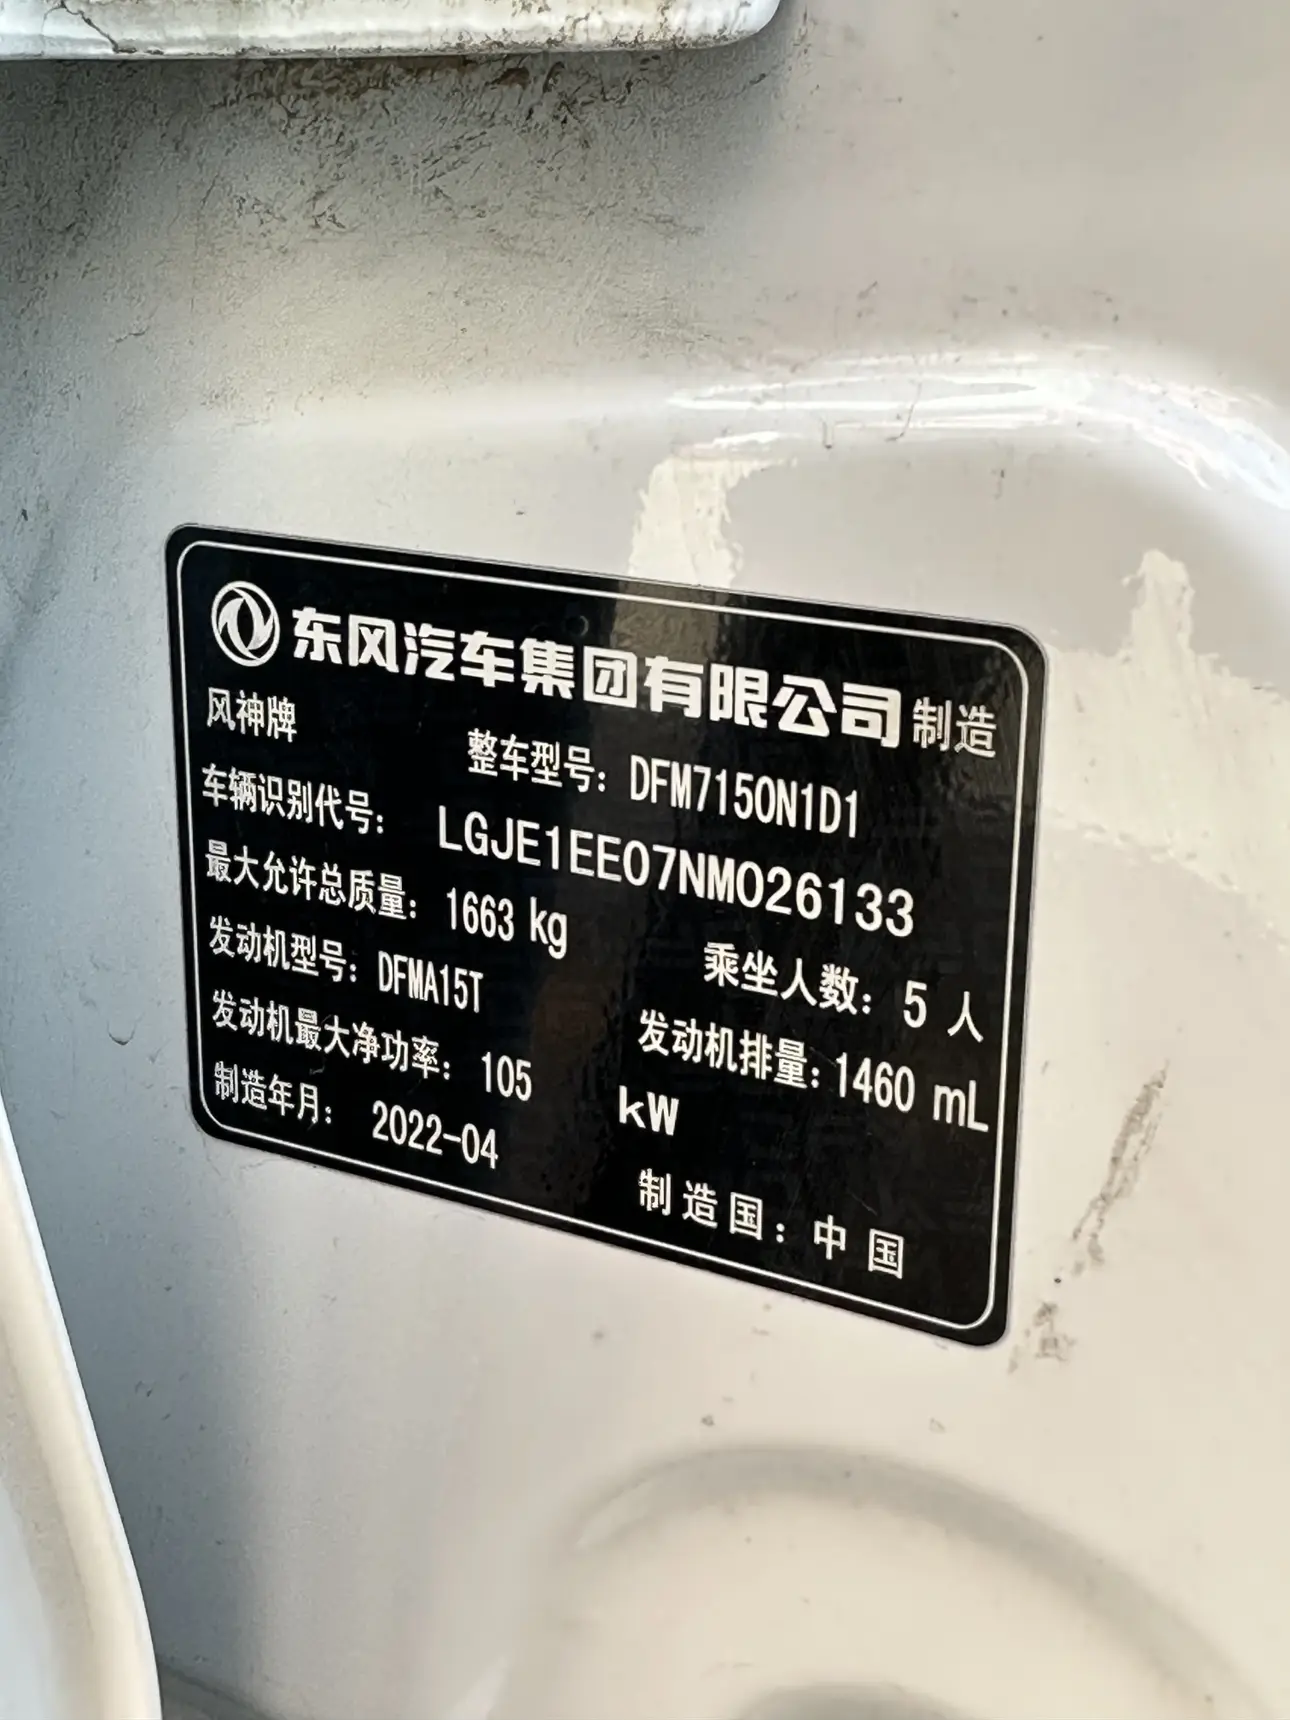 东风汽车集团有限公司制造
风神牌 整车型号：DFM7150N1D1
车辆识别代号： LGJE1EE07NM026133
最大允许总质量： 1663 kg 乘坐人数： 5 人
发动机型号：DFMA15T 发动机排量：1460 mL
发动机最大净功率： 105 kW
制造年月： 2022-04 制造国：中国